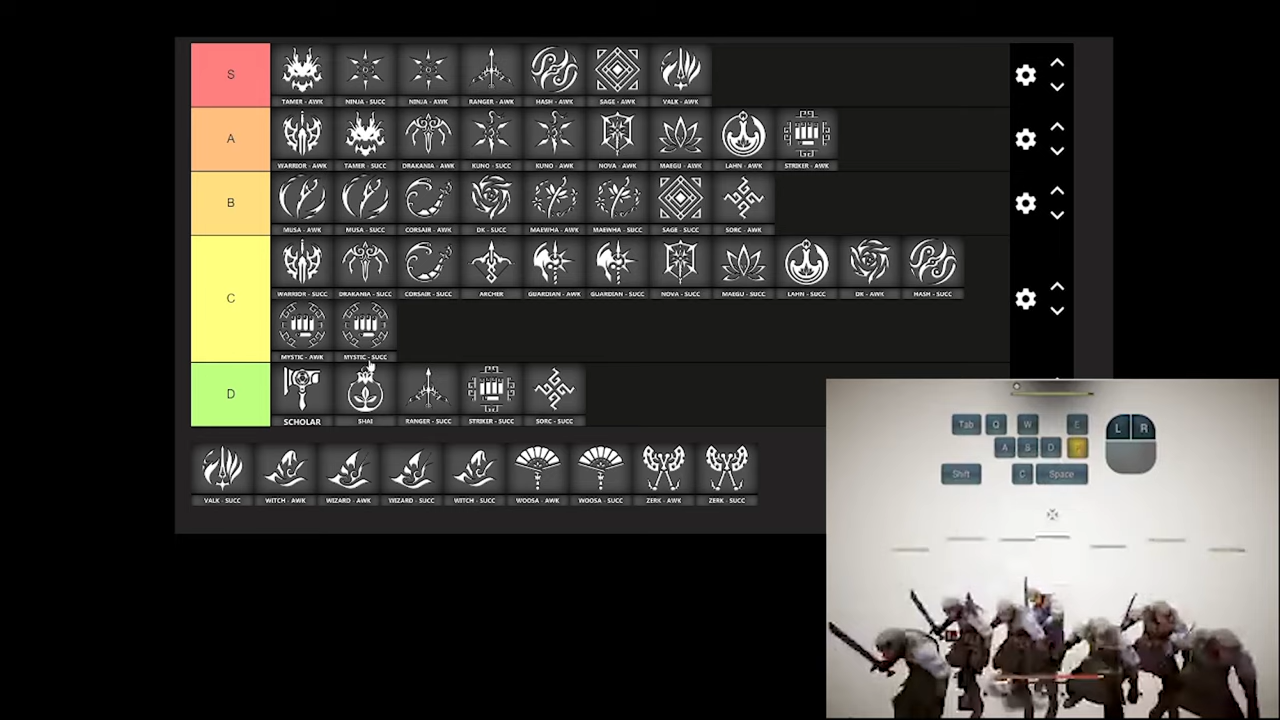 S
TAMER - AWK NINJA - SUCC NINJA - AWK RANGER - AWK HASH - AWK SAGE - AWK VALK - AWK
A
WARRIOR - AWK TAMER - SUCC DRAKANIA - AWK KUNO - SUCC KUNO - AWK NOVA - AWK MAEGU - AWK LAHN - AWK STRIKER - AWK
B
MUSA - AWK MUSA - SUCC CORSAIR - AWK DK - SUCC MAEWHA - AWK MAEWHA - SUCC SAGE - SUCC SORC - AWK
C
WARRIOR - SUCC DRAKANIA - SUCC CORSAIR - SUCC ARCHER GUARDIAN - AWK GUARDIAN - SUCC NOVA - SUCC MAEGU - SUCC LAHN - SUCC DK - AWK HASH - SUCC
MYSTIC - AWK MYSTIC - SUCC
D
SCHOLAR SHAI RANGER - SUCC STRIKER - SUCC SORC - SUCC
VALK - SUCC WITCH - AWK WIZARD - AWK WIZARD - SUCC WITCH - SUCC WOOSA - AWK WOOSA - SUCC ZERK - AWK ZERK - SUCC
Tab Q W E
A S D
Shift C Space
L R